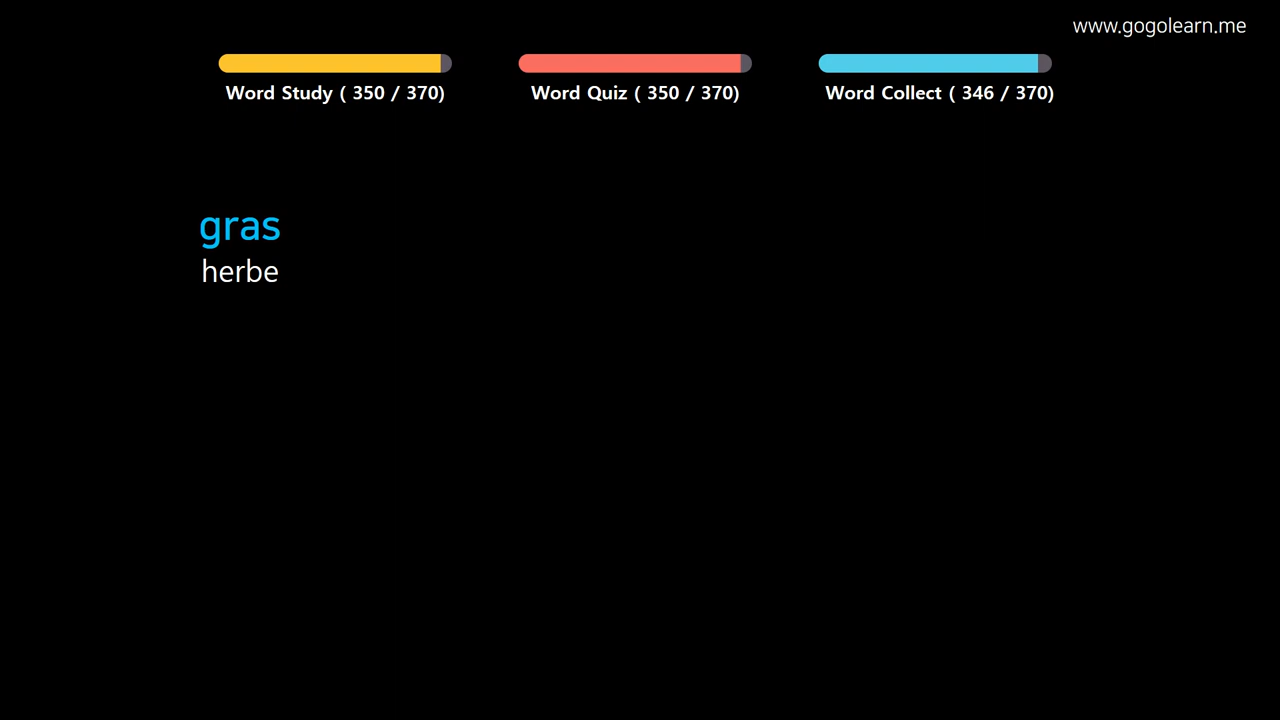 www.gogolearn.me
Word Study ( 350 / 370)
Word Quiz ( 350 / 370)
Word Collect ( 346 / 370)
gras
herbe